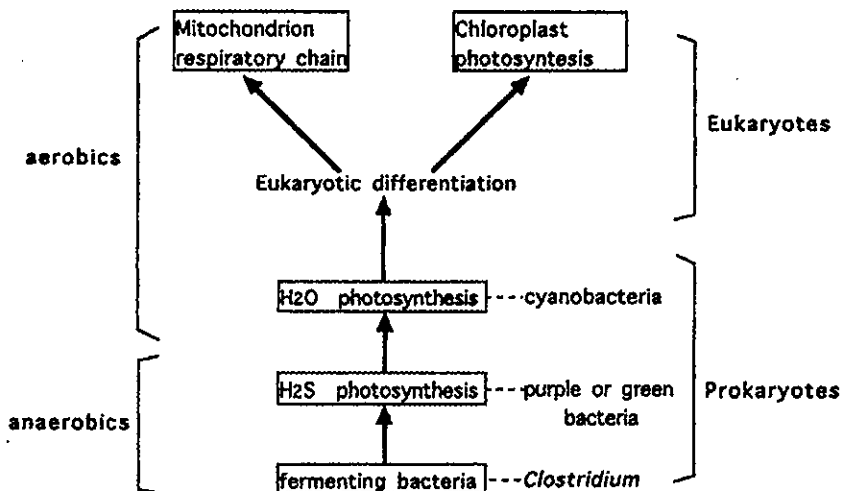 Mitochondrion
respiratory chain
Chloroplast
photosyntesis
aerobics
Eukaryotes
Eukaryotic differentiation
H2O photosynthesis
cyanobacteria
H2S photosynthesis
purple or green
bacteria
Prokaryotes
anaerobics
fermenting bacteria
Clostridium